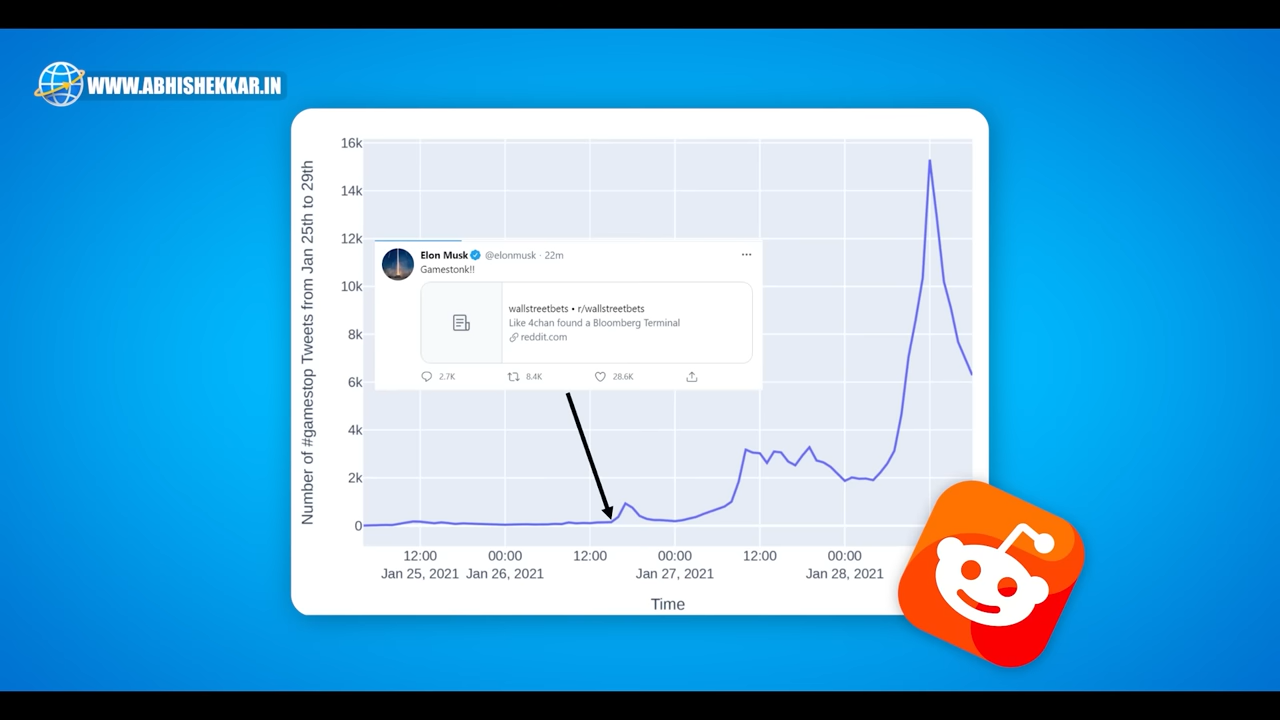 WWW.ABHISHEKKAR.IN
Number of #gamestop Tweets from Jan 25th to 29th
16k
14k
12k
10k
8k
6k
4k
2k
0
Elon Musk @elonmusk · 22m
Gamestonk!!
wallstreetbets • r/wallstreetbets
Like 4chan found a Bloomberg Terminal
reddit.com
2.7K 8.4K 28.6K
12:00 00:00 12:00 00:00 12:00 00:00
Jan 25, 2021 Jan 26, 2021 Jan 27, 2021 Jan 28, 2021
Time